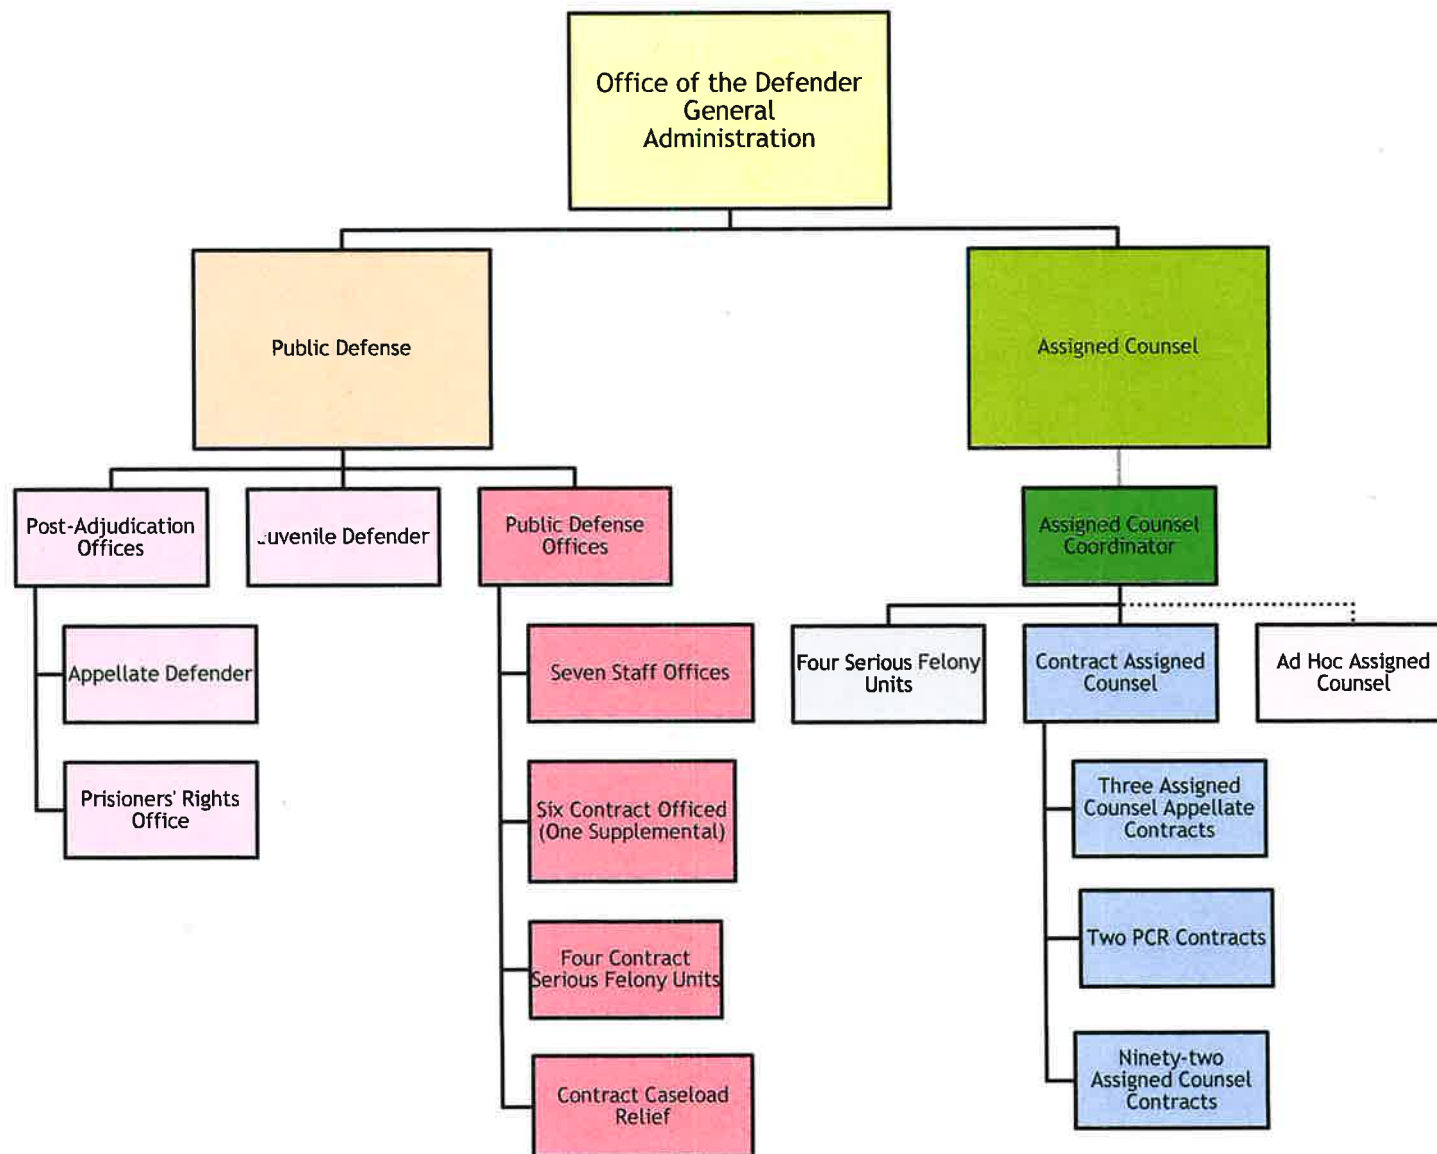 Office of the Defender
General
Administration
Public Defense
Assigned Counsel
Post-Adjudication
Offices
Juvenile Defender
Public Defense
Offices
Assigned Counsel
Coordinator
Appellate Defender
Seven Staff Offices
Four Serious Felony
Units
Contract Assigned
Counsel
Ad Hoc Assigned
Counsel
Prisioners' Rights
Office
Six Contract Officed
(One Supplemental)
Three Assigned
Counsel Appellate
Contracts
Four Contract
Serious Felony Units
Two PCR Contracts
Contract Caseload
Relief
Ninety-two
Assigned Counsel
Contracts